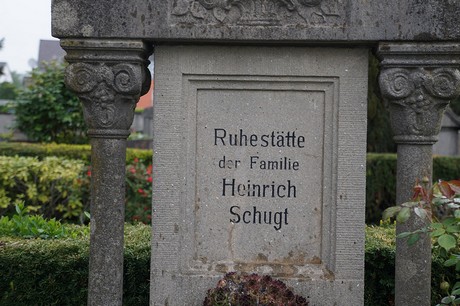 Ruhestätte
der Familie
Heinrich
Schugt